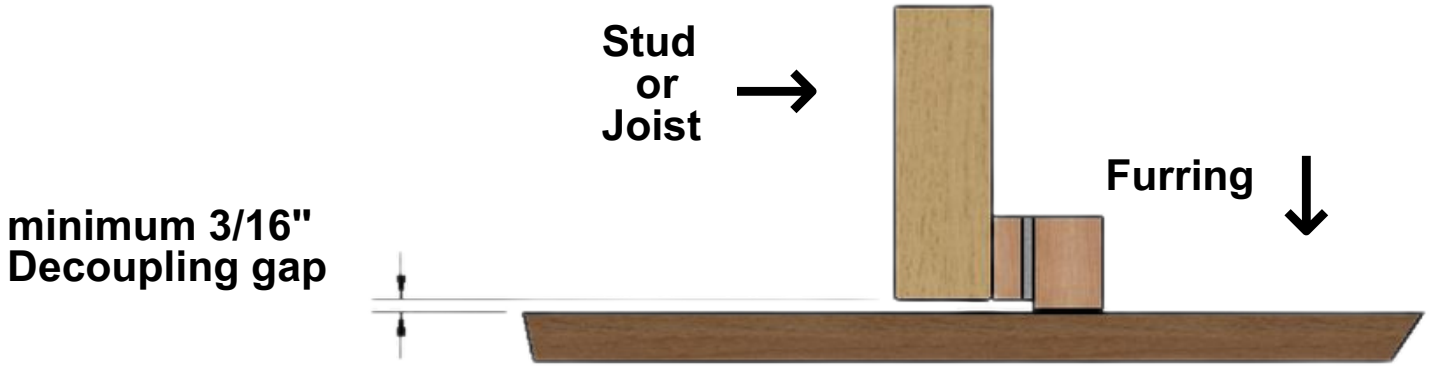 Stud
or
Joist
Furring
minimum 3/16"
Decoupling gap